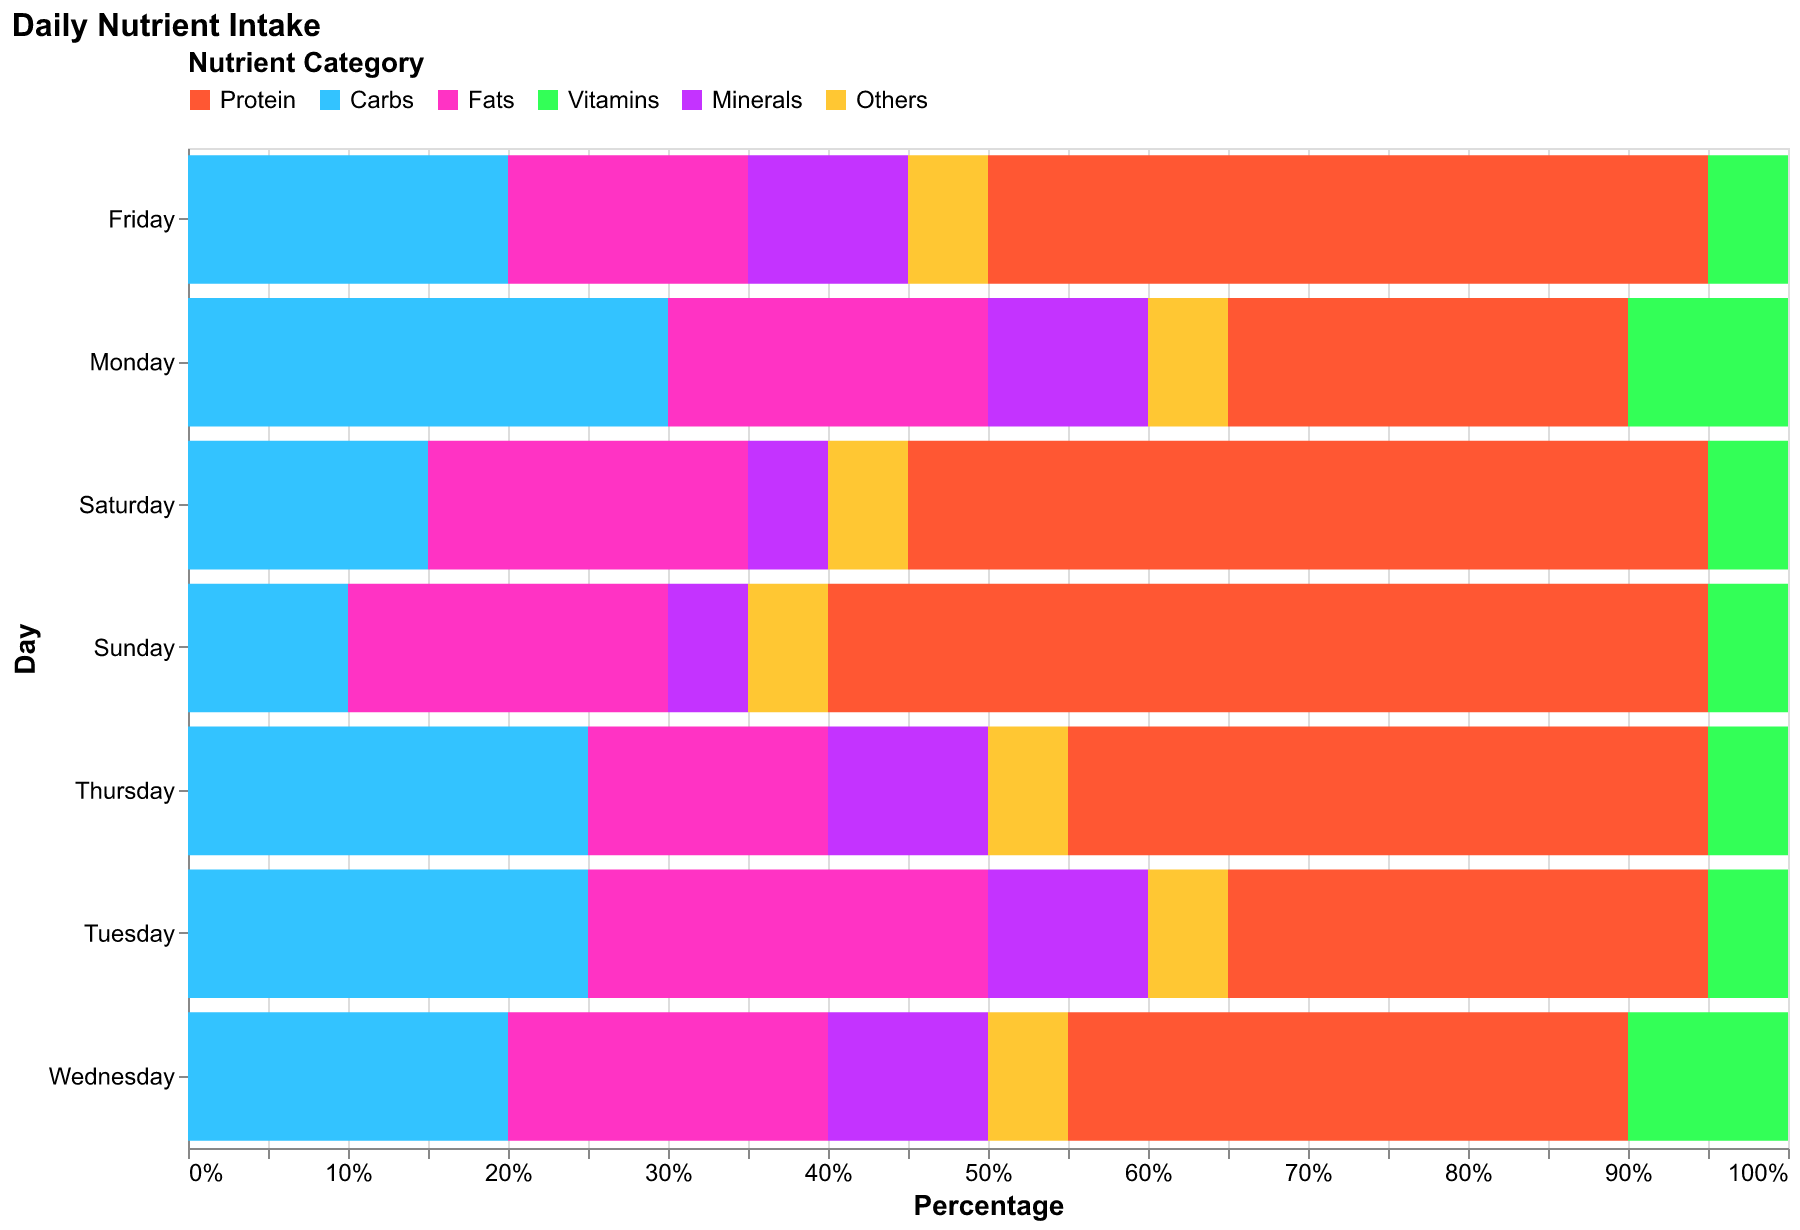 Daily Nutrient Intake
Nutrient Category
Protein Carbs Fats Vitamins Minerals Others
Friday
Monday
Saturday
Sunday
Thursday
Tuesday
Wednesday
Day
0% 10% 20% 30% 40% 50% 60% 70% 80% 90% 100%
Percentage